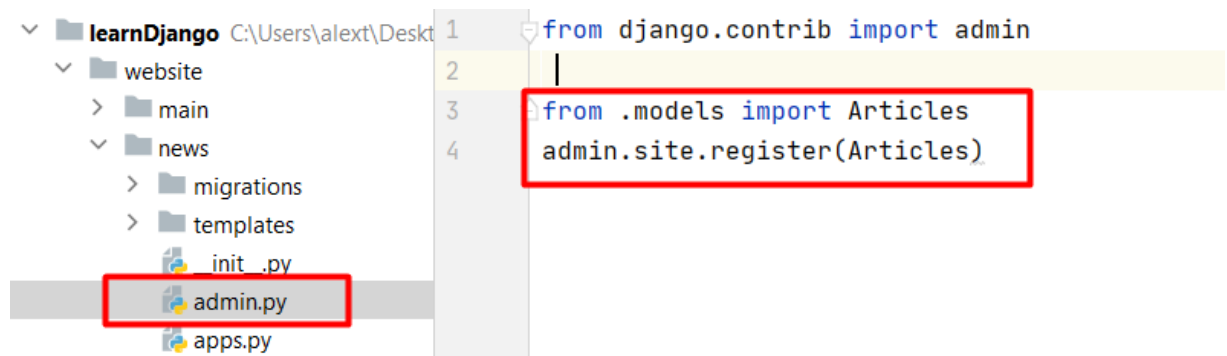 learnDjango C:\Users\alext\Deskt
website
main
news
migrations
templates
__init__.py
admin.py
apps.py
1 from django.contrib import admin
2
3 from .models import Articles
4 admin.site.register(Articles)